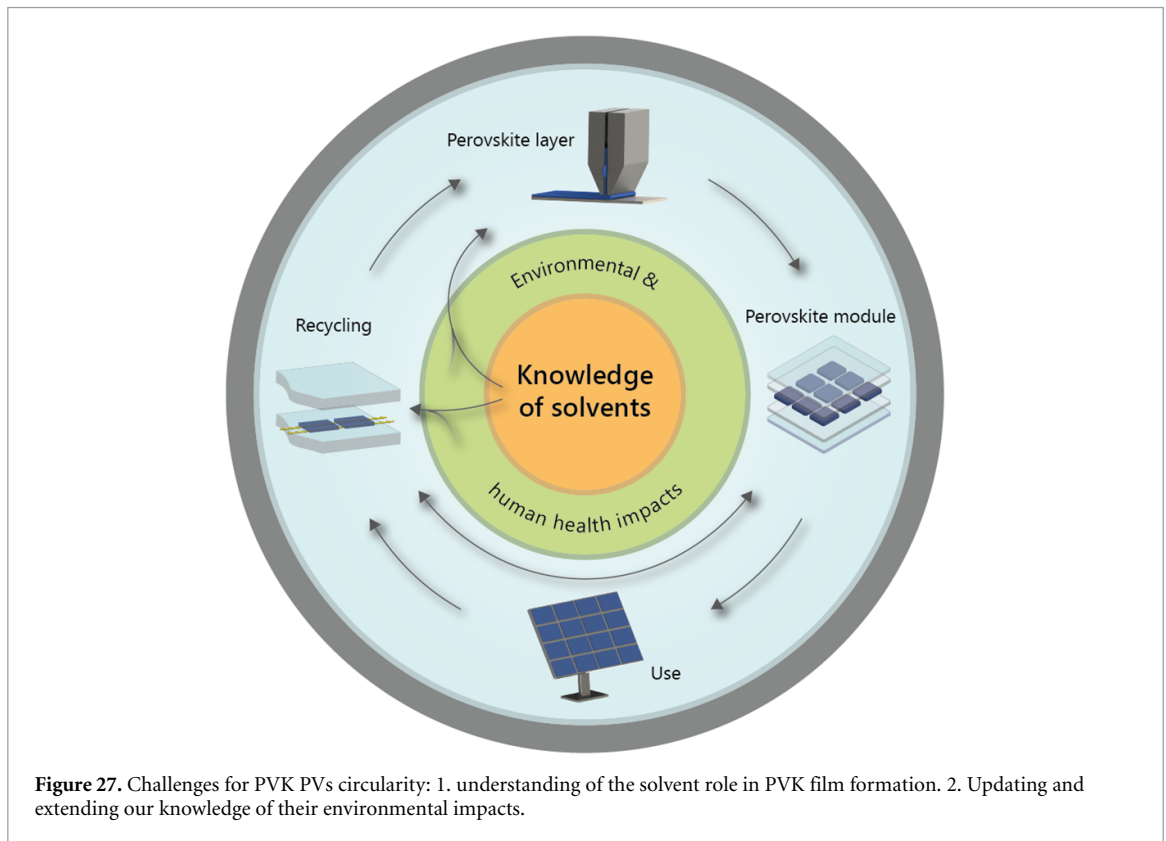 Perovskite layer
Environmental &
Perovskite module
Recycling
Knowledge
of solvents
human health impacts
Use
Figure 27. Challenges for PVK PVs circularity: 1. understanding of the solvent role in PVK film formation. 2. Updating and
extending our knowledge of their environmental impacts.